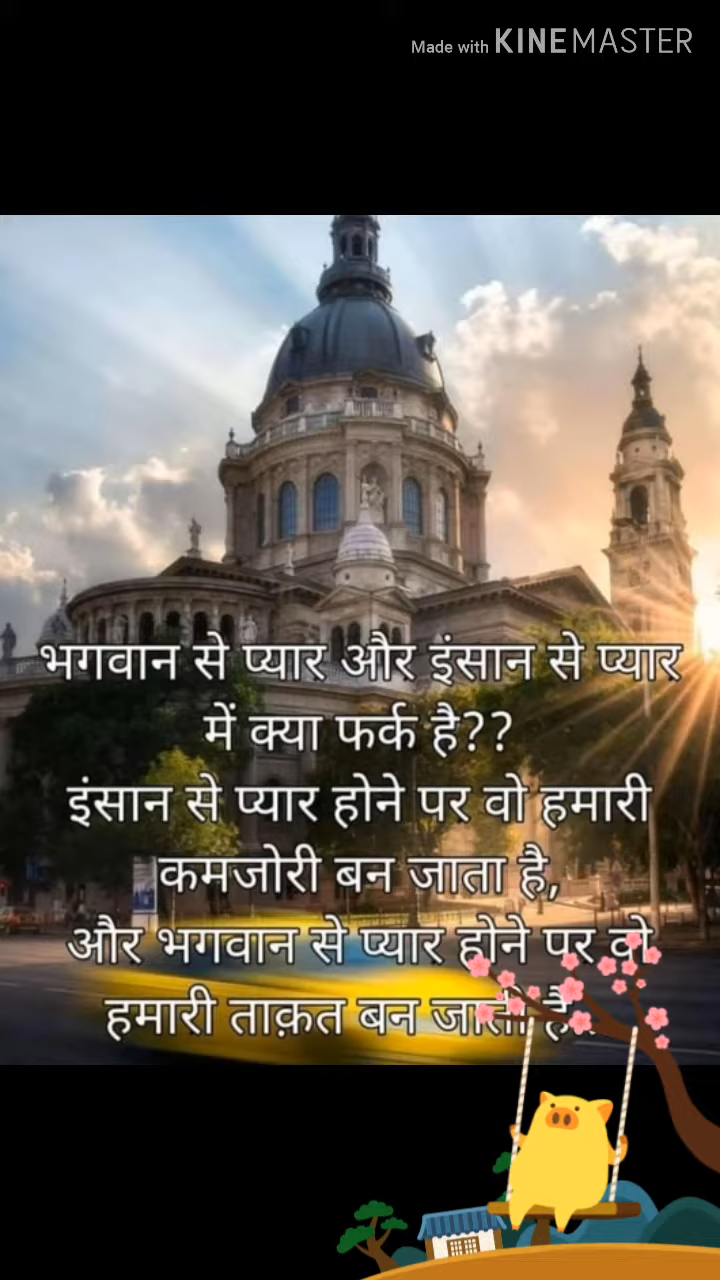 Made with KINEMASTER
भगवान से प्यार और इंसान से प्यार
में क्या फर्क है??
इंसान से प्यार होने पर वो हमारी
कमजोरी बन जाता है,
और भगवान से प्यार होने पर वो
हमारी ताक़त बन जाती है..